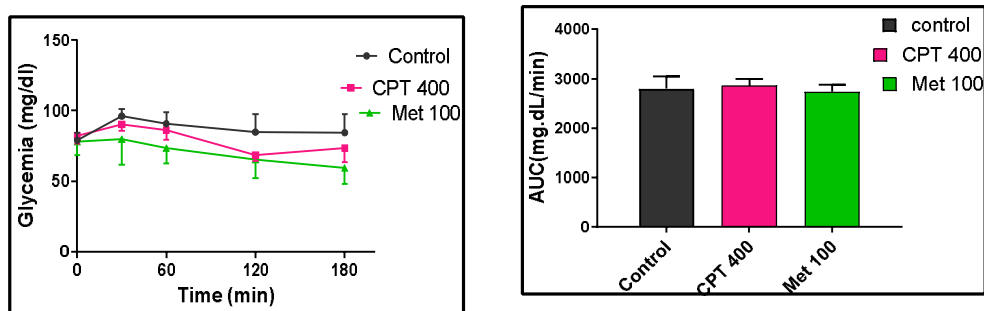 Glycemia (mg/dl)
150
100
50
0
0 60 120 180
Time (min)
Control
CPT 400
Met 100
AUC(mg.dL/min)
4000
3000
2000
1000
0
Control CPT 400 Met 100
control
CPT 400
Met 100